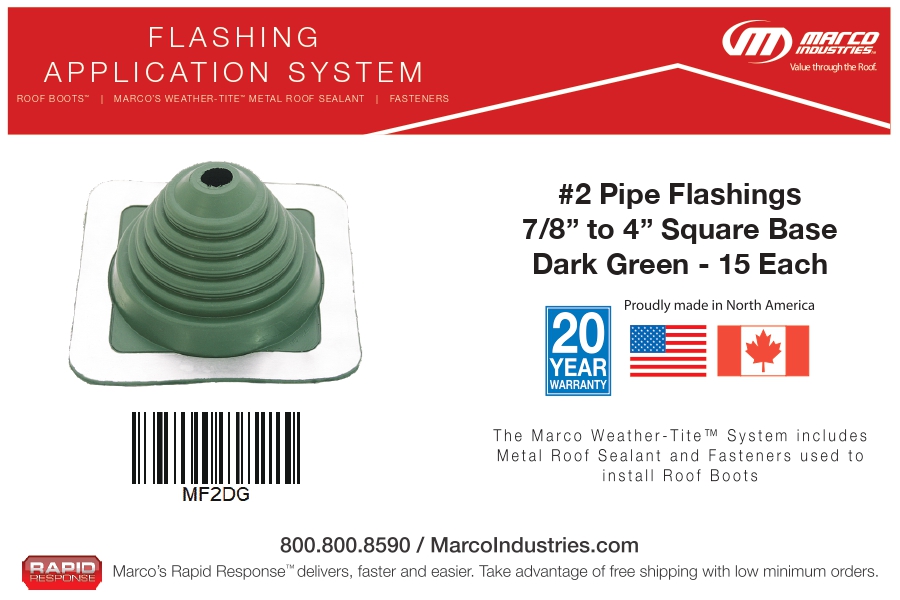 FLASHING
APPLICATION SYSTEM
ROOF BOOTS™ | MARCO'S WEATHER-TITE™ METAL ROOF SEALANT | FASTENERS
MARCO
INDUSTRIES™
Value through the Roof.
#2 Pipe Flashings
7/8” to 4” Square Base
Dark Green - 15 Each
Proudly made in North America
20
YEAR
WARRANTY
MF2DG
The Marco Weather-Tite™ System includes
Metal Roof Sealant and Fasteners used to
install Roof Boots
800.800.8590 / MarcoIndustries.com
RAPID
RESPONSE
Marco’s Rapid Response™ delivers, faster and easier. Take advantage of free shipping with low minimum orders.